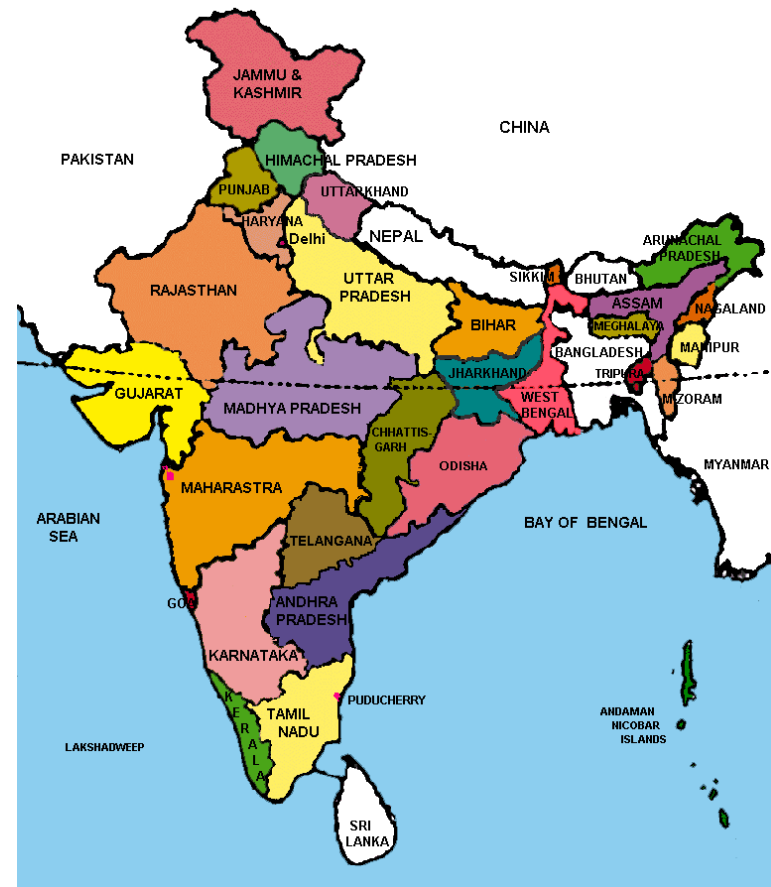 JAMMU &
KASHMIR
CHINA
PAKISTAN
HIMACHAL PRADESH
PUNJAB
UTTARKHAND
HARYANA
Delhi
NEPAL
ARUNACHAL
PRADESH
SIKKIM
BHUTAN
UTTAR
PRADESH
RAJASTHAN
ASSAM
NAGALAND
BIHAR
MEGHALAYA
MANIPUR
BANGLADESH
JHARKHAND
TRIPURA
GUJARAT
WEST
BENGAL
MIZORAM
MADHYA PRADESH
CHHATTIS-
GARH
ODISHA
MYANMAR
MAHARASTRA
ARABIAN
SEA
BAY OF BENGAL
TELANGANA
GOA
ANDHRA
PRADESH
KARNATAKA
KERALA
PUDUCHERRY
TAMIL
NADU
ANDAMAN
NICOBAR
ISLANDS
LAKSHADWEEP
SRI
LANKA